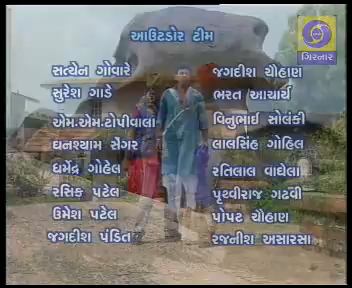 આઉટડોર ટીમ
ગિરનાર
સત્યેન ગોવારે
સુરેશ ગાડે
એમ.એમ.ટોપીવાલા
ઘનશ્યામ સેંગર
ધર્મેન્દ્ર ગોહેલ
રસિક પટેલ
ઉમેશ પટેલ
જગદીશ પંડિત
જગદીશ ચૌહાણ
ભરત આચાર્ય
વિનુભાઈ સોલંકી
લાલસિંહ ગોહિલ
રતિલાલ વાઘેલા
પૃથ્વીરાજ ગઢવી
પોપટ ચૌહાણ
રજનીશ અસારસા